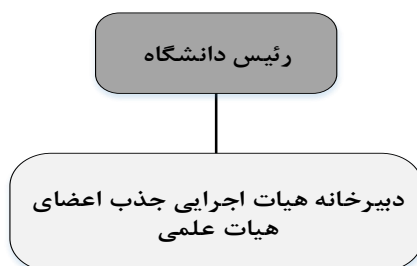 رئیس دانشگاه
دبیرخانه هیات اجرایی جذب اعضای
هیات علمی